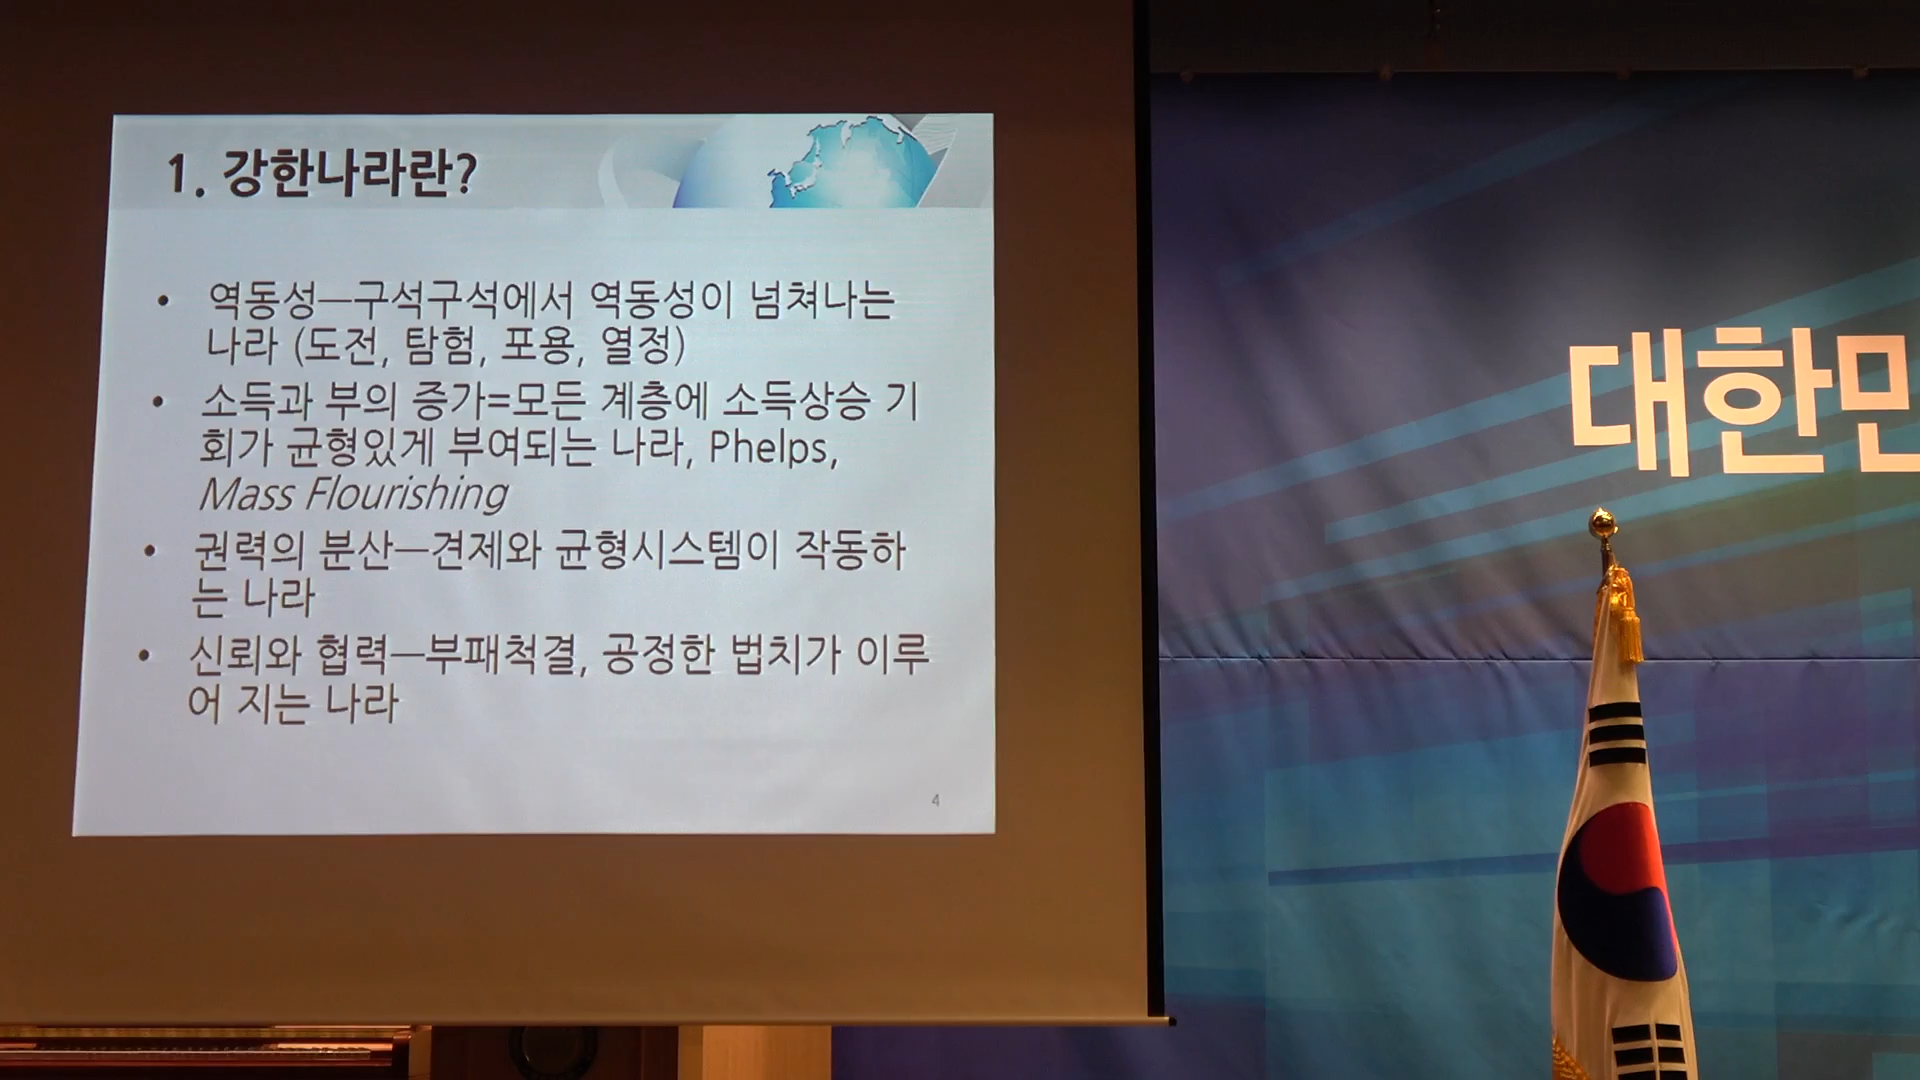 1. 강한나라란?
• 역동성—구석구석에서 역동성이 넘쳐나는
나라 (도전, 탐험, 포용, 열정)
• 소득과 부의 증가=모든 계층에 소득상승 기
회가 균형있게 부여되는 나라, Phelps,
Mass Flourishing
• 권력의 분산—견제와 균형시스템이 작동하
는 나라
• 신뢰와 협력—부패척결, 공정한 법치가 이루
어 지는 나라
4
대한민